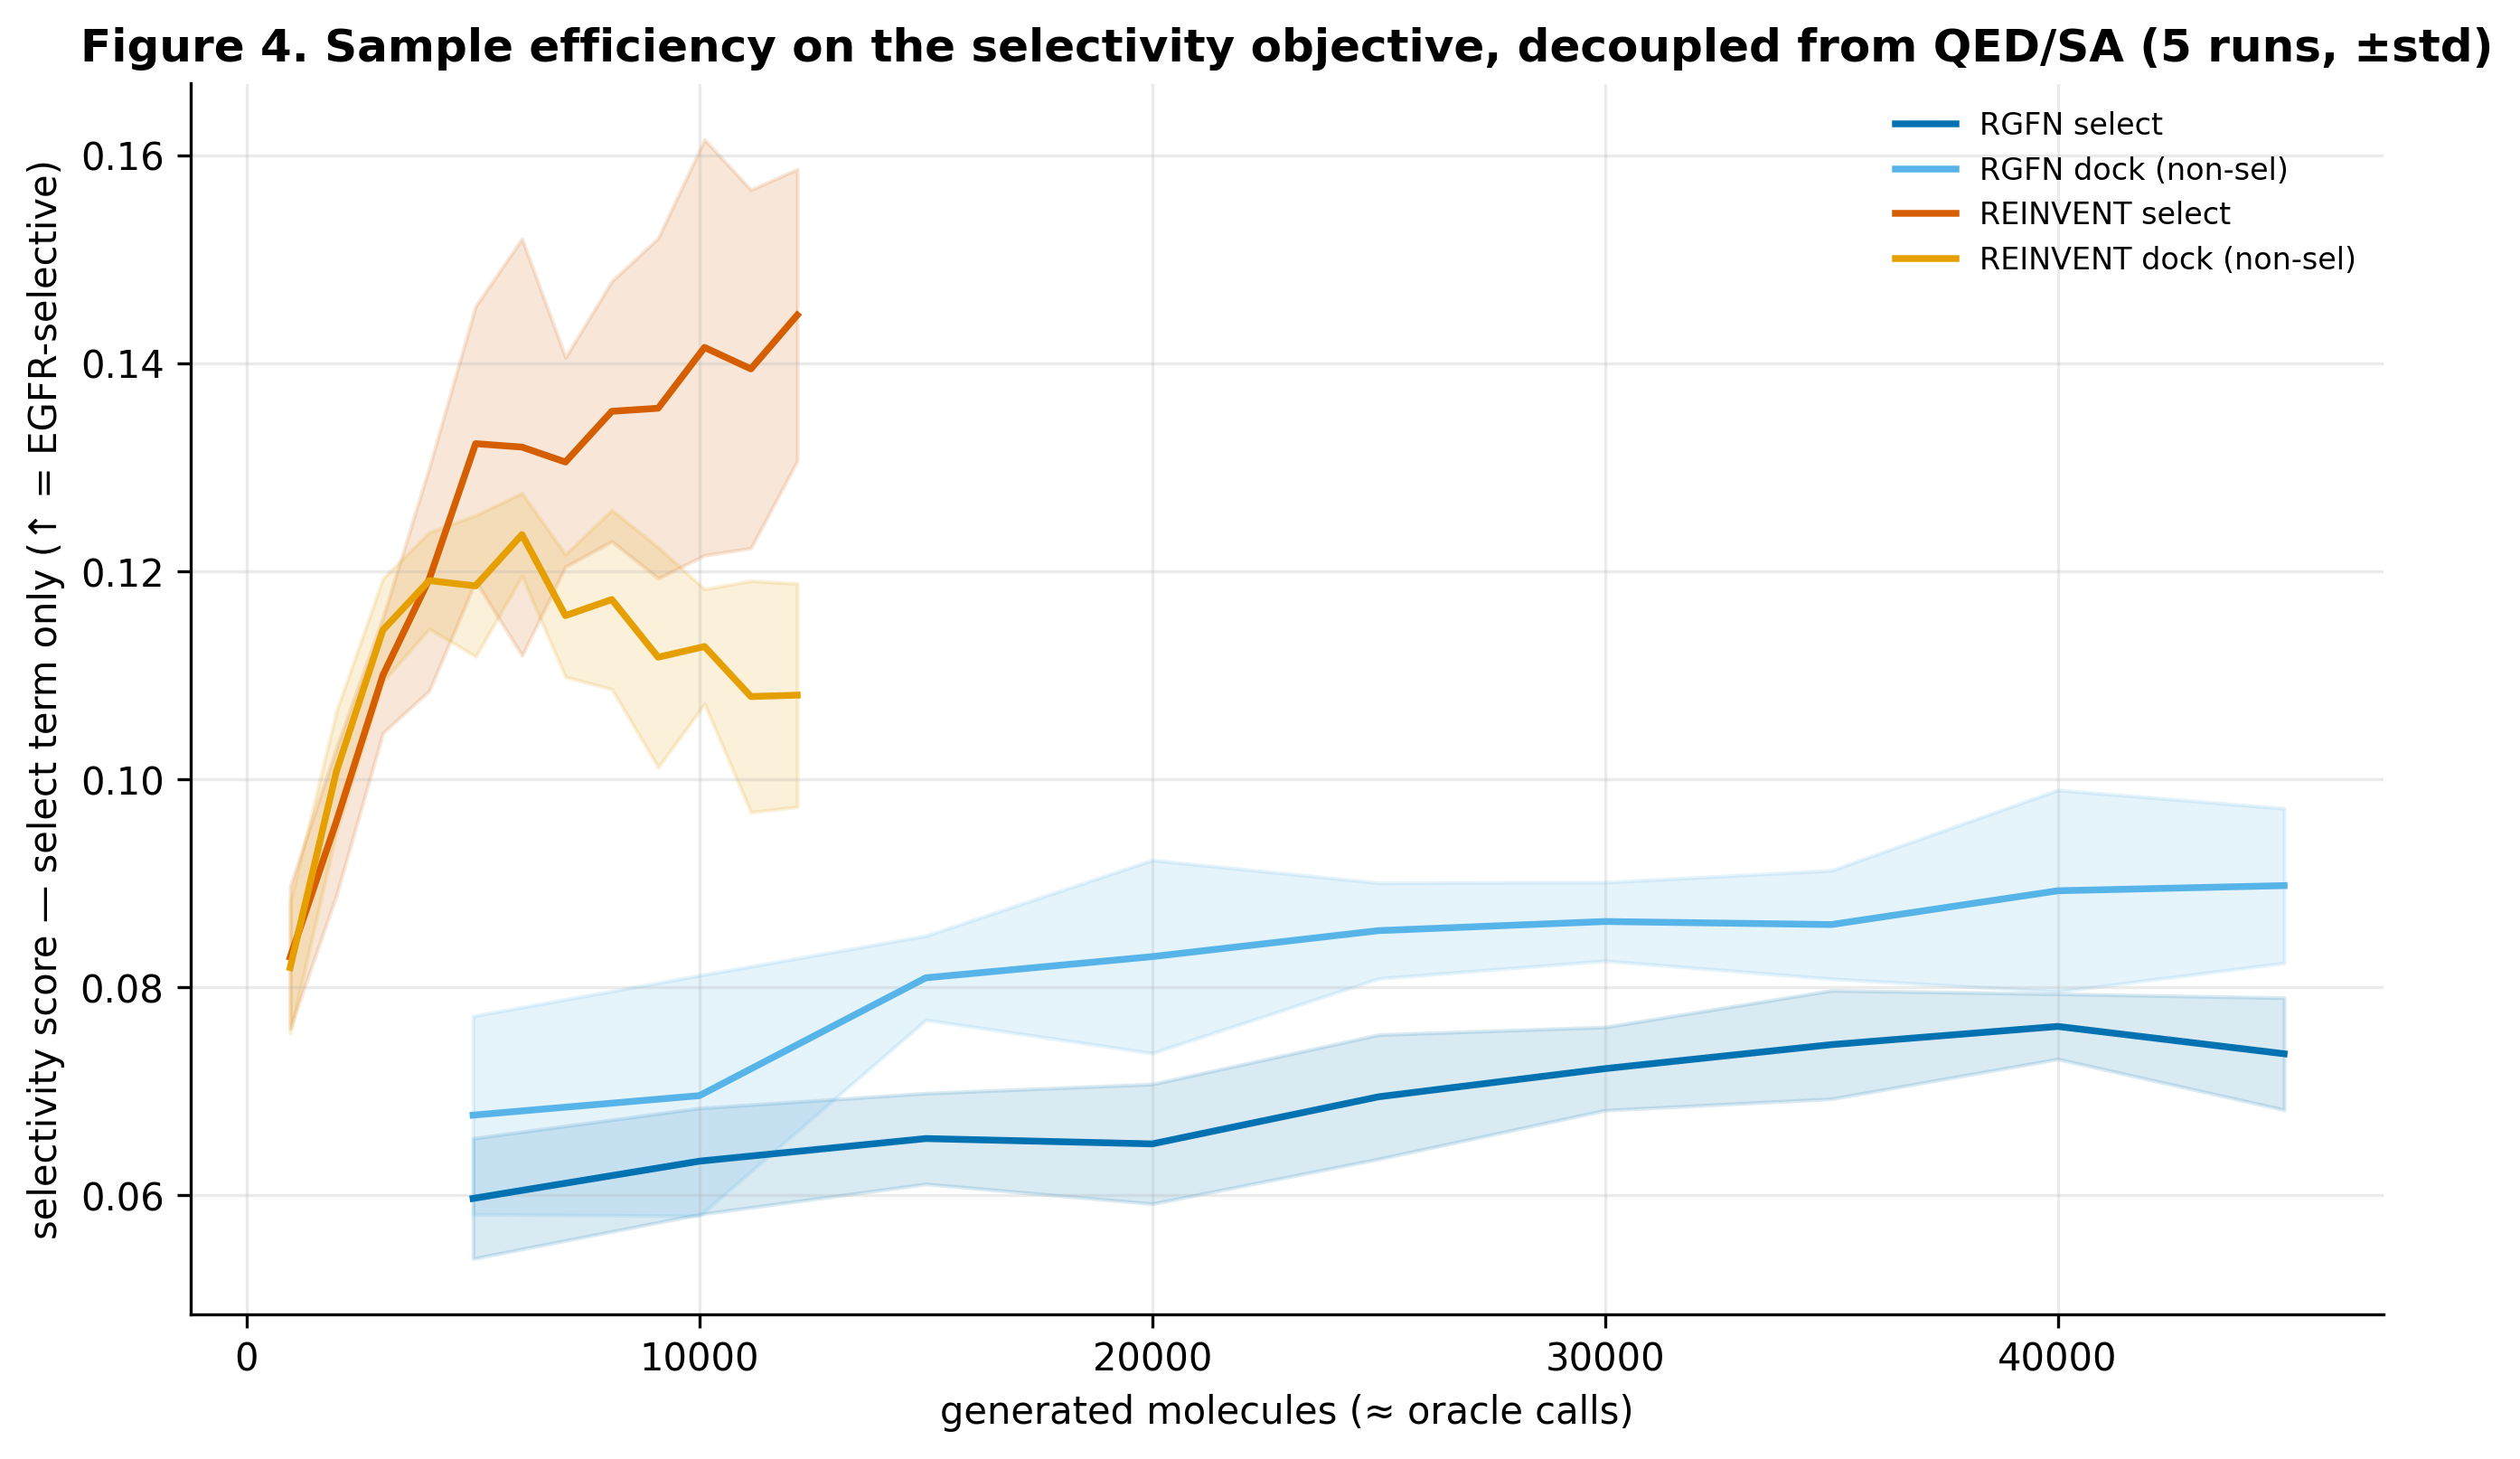 Figure 4. Sample efficiency on the selectivity objective, decoupled from QED/SA (5 runs, ±std)
RGFN select
RGFN dock (non-sel)
REINVENT select
REINVENT dock (non-sel)
selectivity score — select term only (↑ = EGFR-selective)
0.16
0.14
0.12
0.10
0.08
0.06
0 10000 20000 30000 40000
generated molecules (≈ oracle calls)